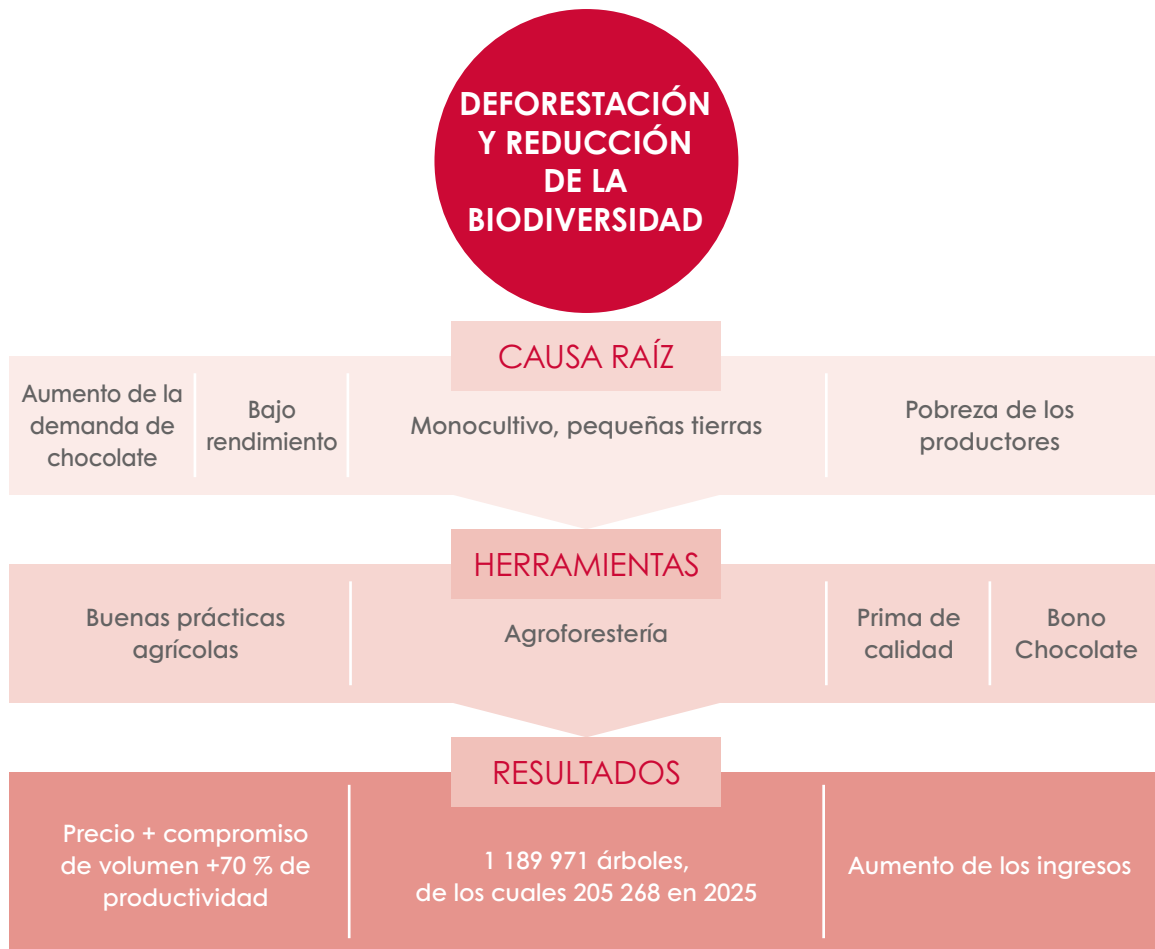 DEFORESTACIÓN
Y REDUCCIÓN
DE LA
BIODIVERSIDAD
CAUSA RAÍZ
Aumento de la
demanda de
chocolate
Bajo
rendimiento
Monocultivo, pequeñas tierras
Pobreza de los
productores
HERRAMIENTAS
Buenas prácticas
agrícolas
Agroforestería
Prima de
calidad
Bono
Chocolate
RESULTADOS
Precio + compromiso
de volumen +70 % de
productividad
1 189 971 árboles,
de los cuales 205 268 en 2025
Aumento de los ingresos